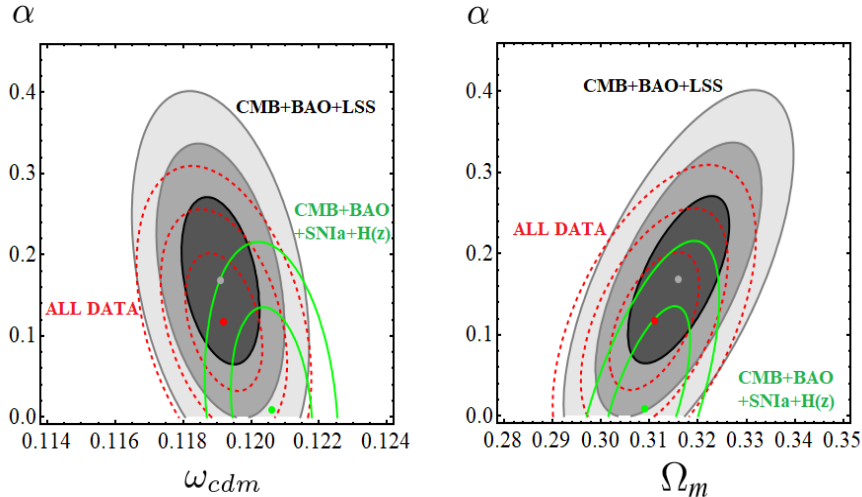 α
0.4
0.3
0.2
0.1
0.0
CMB+BAO+LSS
CMB+BAO
+SNIa+H(z)
ALL DATA
0.114 0.116 0.118 0.120 0.122 0.124
ω_cdm
α
0.4
0.3
0.2
0.1
0.0
CMB+BAO+LSS
ALL DATA
CMB+BAO
+SNIa+H(z)
0.28 0.29 0.30 0.31 0.32 0.33 0.34 0.35
Ω_m